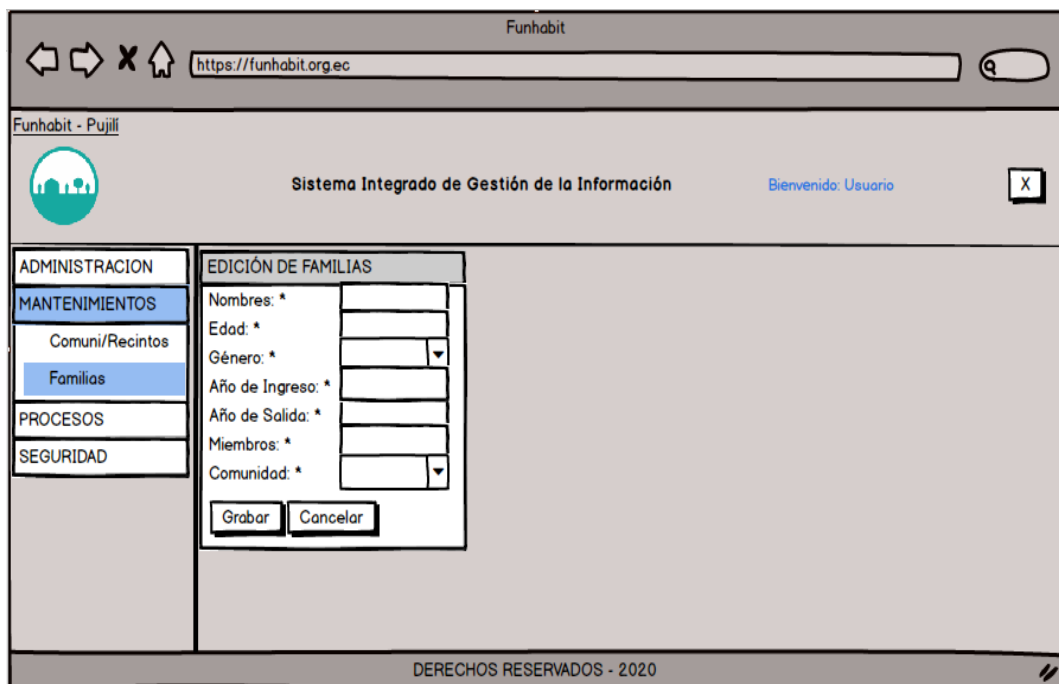 Funhabit
https://funhabit.org.ec
Funhabit - Pujilí
Sistema Integrado de Gestión de la Información
Bienvenido: Usuario
X
ADMINISTRACION
MANTENIMIENTOS
Comuni/Recintos
Familias
PROCESOS
SEGURIDAD
EDICIÓN DE FAMILIAS
Nombres: *
Edad: *
Género: *
Año de Ingreso: *
Año de Salida: *
Miembros: *
Comunidad: *
Grabar
Cancelar
DERECHOS RESERVADOS - 2020